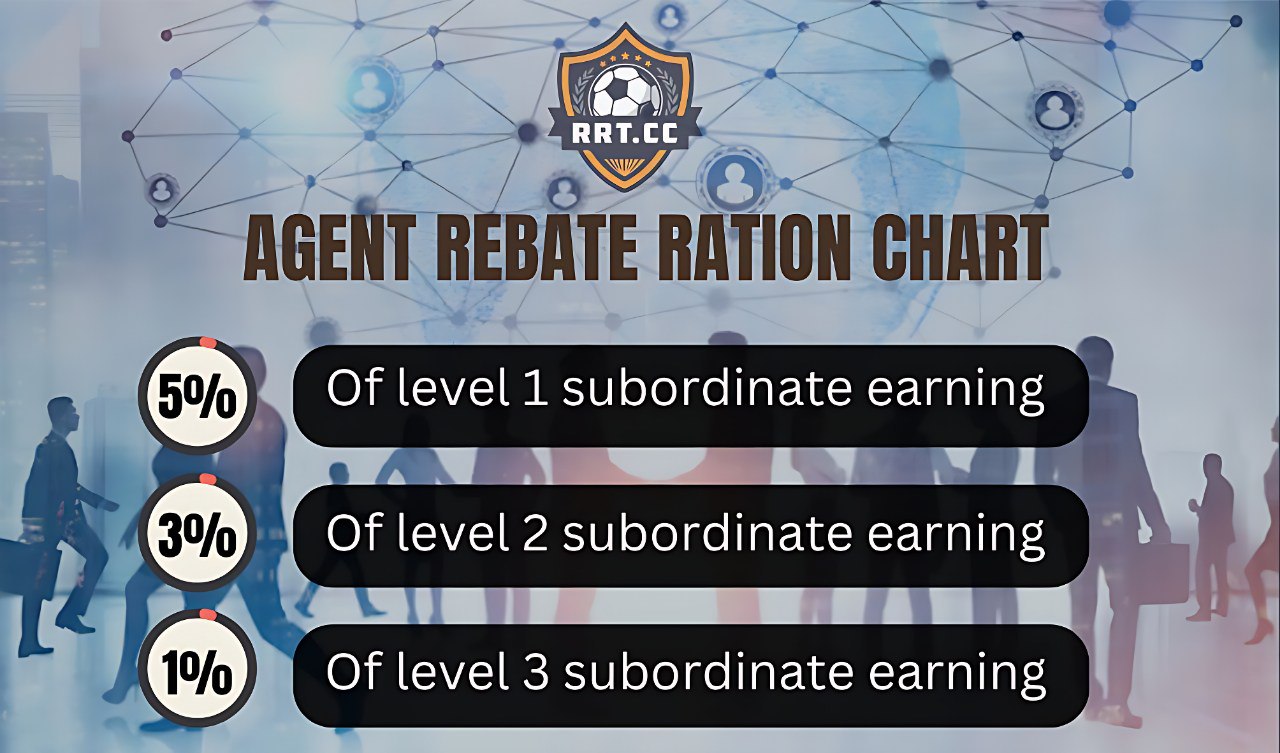 RRT.CC
AGENT REBATE RATION CHART
5% Of level 1 subordinate earning
3% Of level 2 subordinate earning
1% Of level 3 subordinate earning